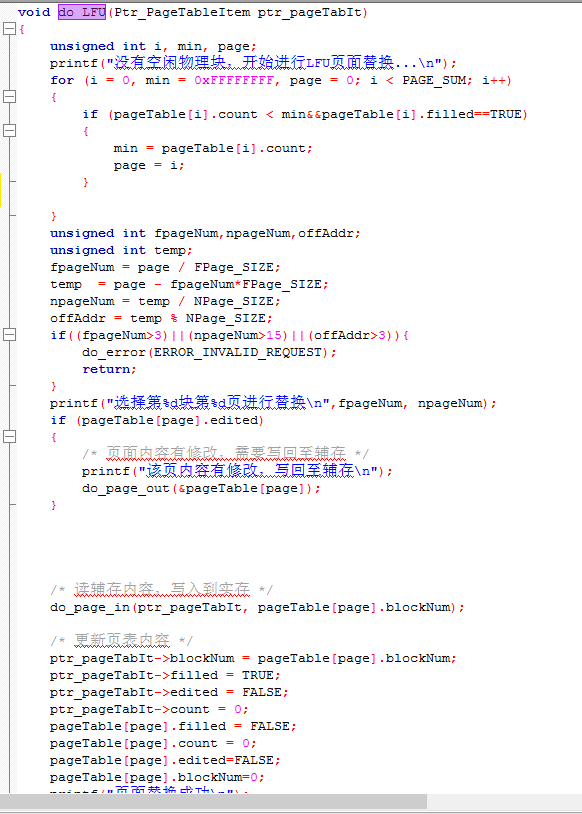 void do_LFU(Ptr_PageTableItem ptr_pageTabIt)
{
unsigned int i, min, page;
printf("没有空闲物理块，开始进行LFU页面替换...\n");
for (i = 0, min = 0xFFFFFFFF, page = 0; i < PAGE_SUM; i++)
{
if (pageTable[i].count < min&&pageTable[i].filled==TRUE)
{
min = pageTable[i].count;
page = i;
}
}
unsigned int fpageNum,npageNum,offAddr;
unsigned int temp;
fpageNum = page / FPage_SIZE;
temp  = page - fpageNum*FPage_SIZE;
npageNum = temp / NPage_SIZE;
offAddr = temp % NPage_SIZE;
if((fpageNum>3)||(npageNum>15)||(offAddr>3)){
do_error(ERROR_INVALID_REQUEST);
return;
}
printf("选择第%d块第%d页进行替换\n",fpageNum, npageNum);
if (pageTable[page].edited)
{
/* 页面内容有修改，需要写回至辅存 */
printf("该页内容有修改，写回至辅存\n");
do_page_out(&pageTable[page]);
}
/* 读辅存内容，写入到实存 */
do_page_in(ptr_pageTabIt, pageTable[page].blockNum);
/* 更新页表内容 */
ptr_pageTabIt->blockNum = pageTable[page].blockNum;
ptr_pageTabIt->filled = TRUE;
ptr_pageTabIt->edited = FALSE;
ptr_pageTabIt->count = 0;
pageTable[page].filled = FALSE;
pageTable[page].count = 0;
pageTable[page].edited=FALSE;
pageTable[page].blockNum=0;
printf("页面替换成功\n");